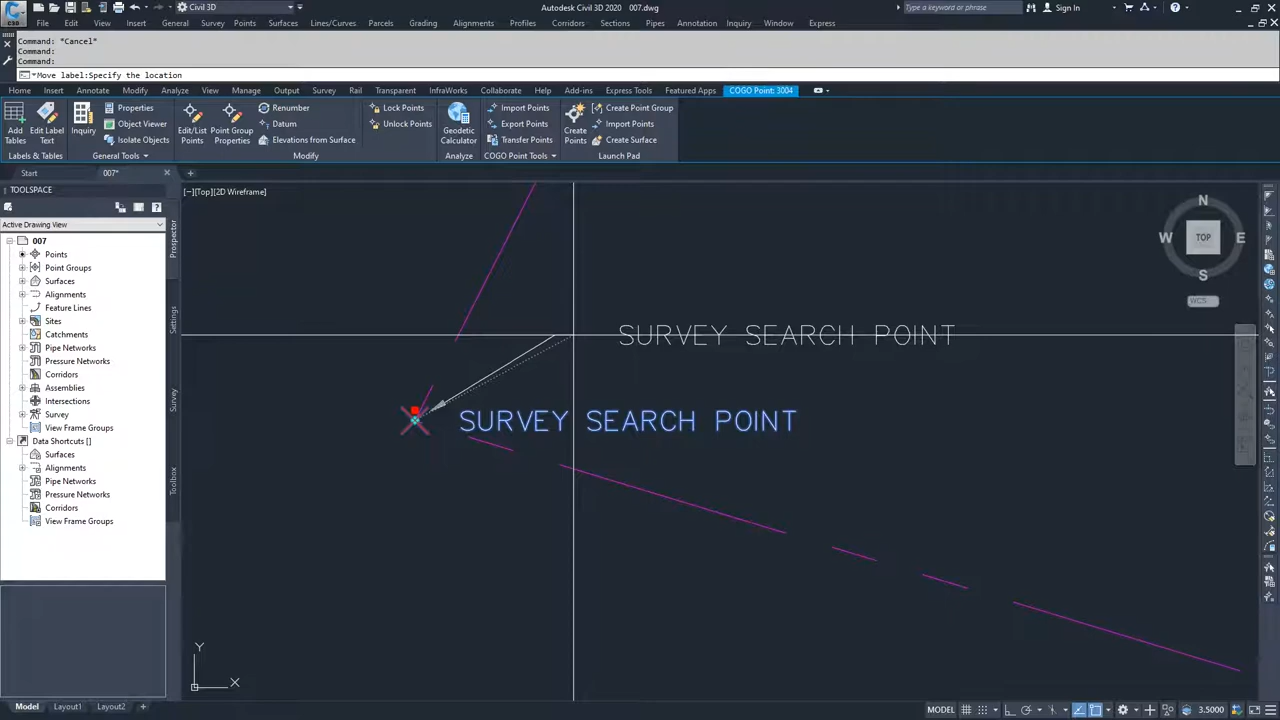 C3D
Civil 3D
Autodesk Civil 3D 2020 007.dwg
Type a keyword or phrase
Sign In
File Edit View Insert General Survey Points Surfaces Lines/Curves Parcels Grading Alignments Profiles Corridors Sections Pipes Annotation Inquiry Window Express
Command: *Cancel*
Command:
Command:
Move label:Specify the location
Home Insert Annotate Modify Analyze View Manage Output Survey Rail Transparent InfraWorks Collaborate Help Add-ins Express Tools Featured Apps COGO Point: 3004
Add Tables
Edit Label Text
Labels & Tables
Inquiry
Properties
Object Viewer
Isolate Objects
General Tools
Edit/List Points
Point Group Properties
Renumber
Datum
Elevations from Surface
Modify
Lock Points
Unlock Points
Geodetic Calculator
Analyze
Import Points
Export Points
Transfer Points
COGO Point Tools
Create Points
Create Point Group
Import Points
Create Surface
Launch Pad
Start 007*
TOOLSPACE
Active Drawing View
007
Points
Point Groups
Surfaces
Alignments
Feature Lines
Sites
Catchments
Pipe Networks
Pressure Networks
Corridors
Assemblies
Intersections
Survey
View Frame Groups
Data Shortcuts []
Surfaces
Alignments
Pipe Networks
Pressure Networks
Corridors
View Frame Groups
Prospector
Settings
Survey
Toolbox
[−][Top][2D Wireframe]
N
W TOP E
S
WCS
SURVEY SEARCH POINT
SURVEY SEARCH POINT
Y
X
Model Layout1 Layout2 +
MODEL
3.5000